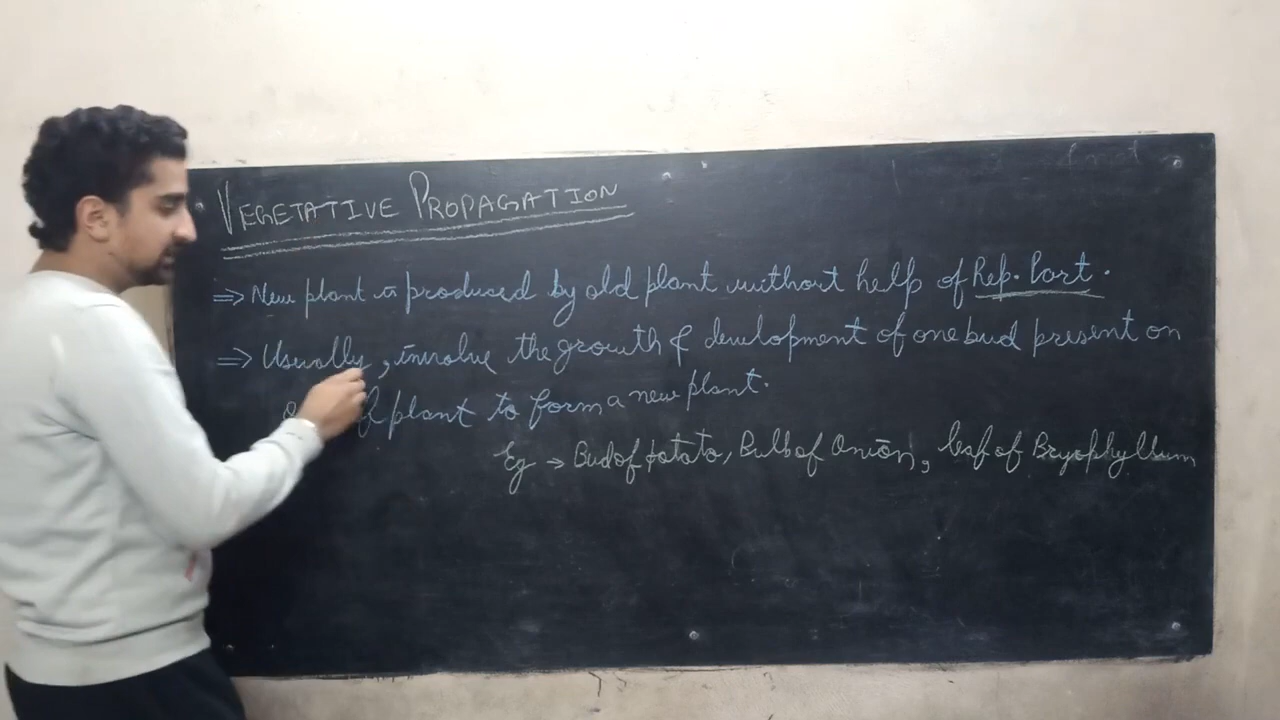 VEGETATIVE PROPAGATION
⇒ New plant is produced by old plant without help of Rep. Part.
⇒ Usually, involve the growth & development of one bud present on
plant to form a new plant.
Eg → Bud of potato, Bulb of Onion, leaf of Bryophyllum